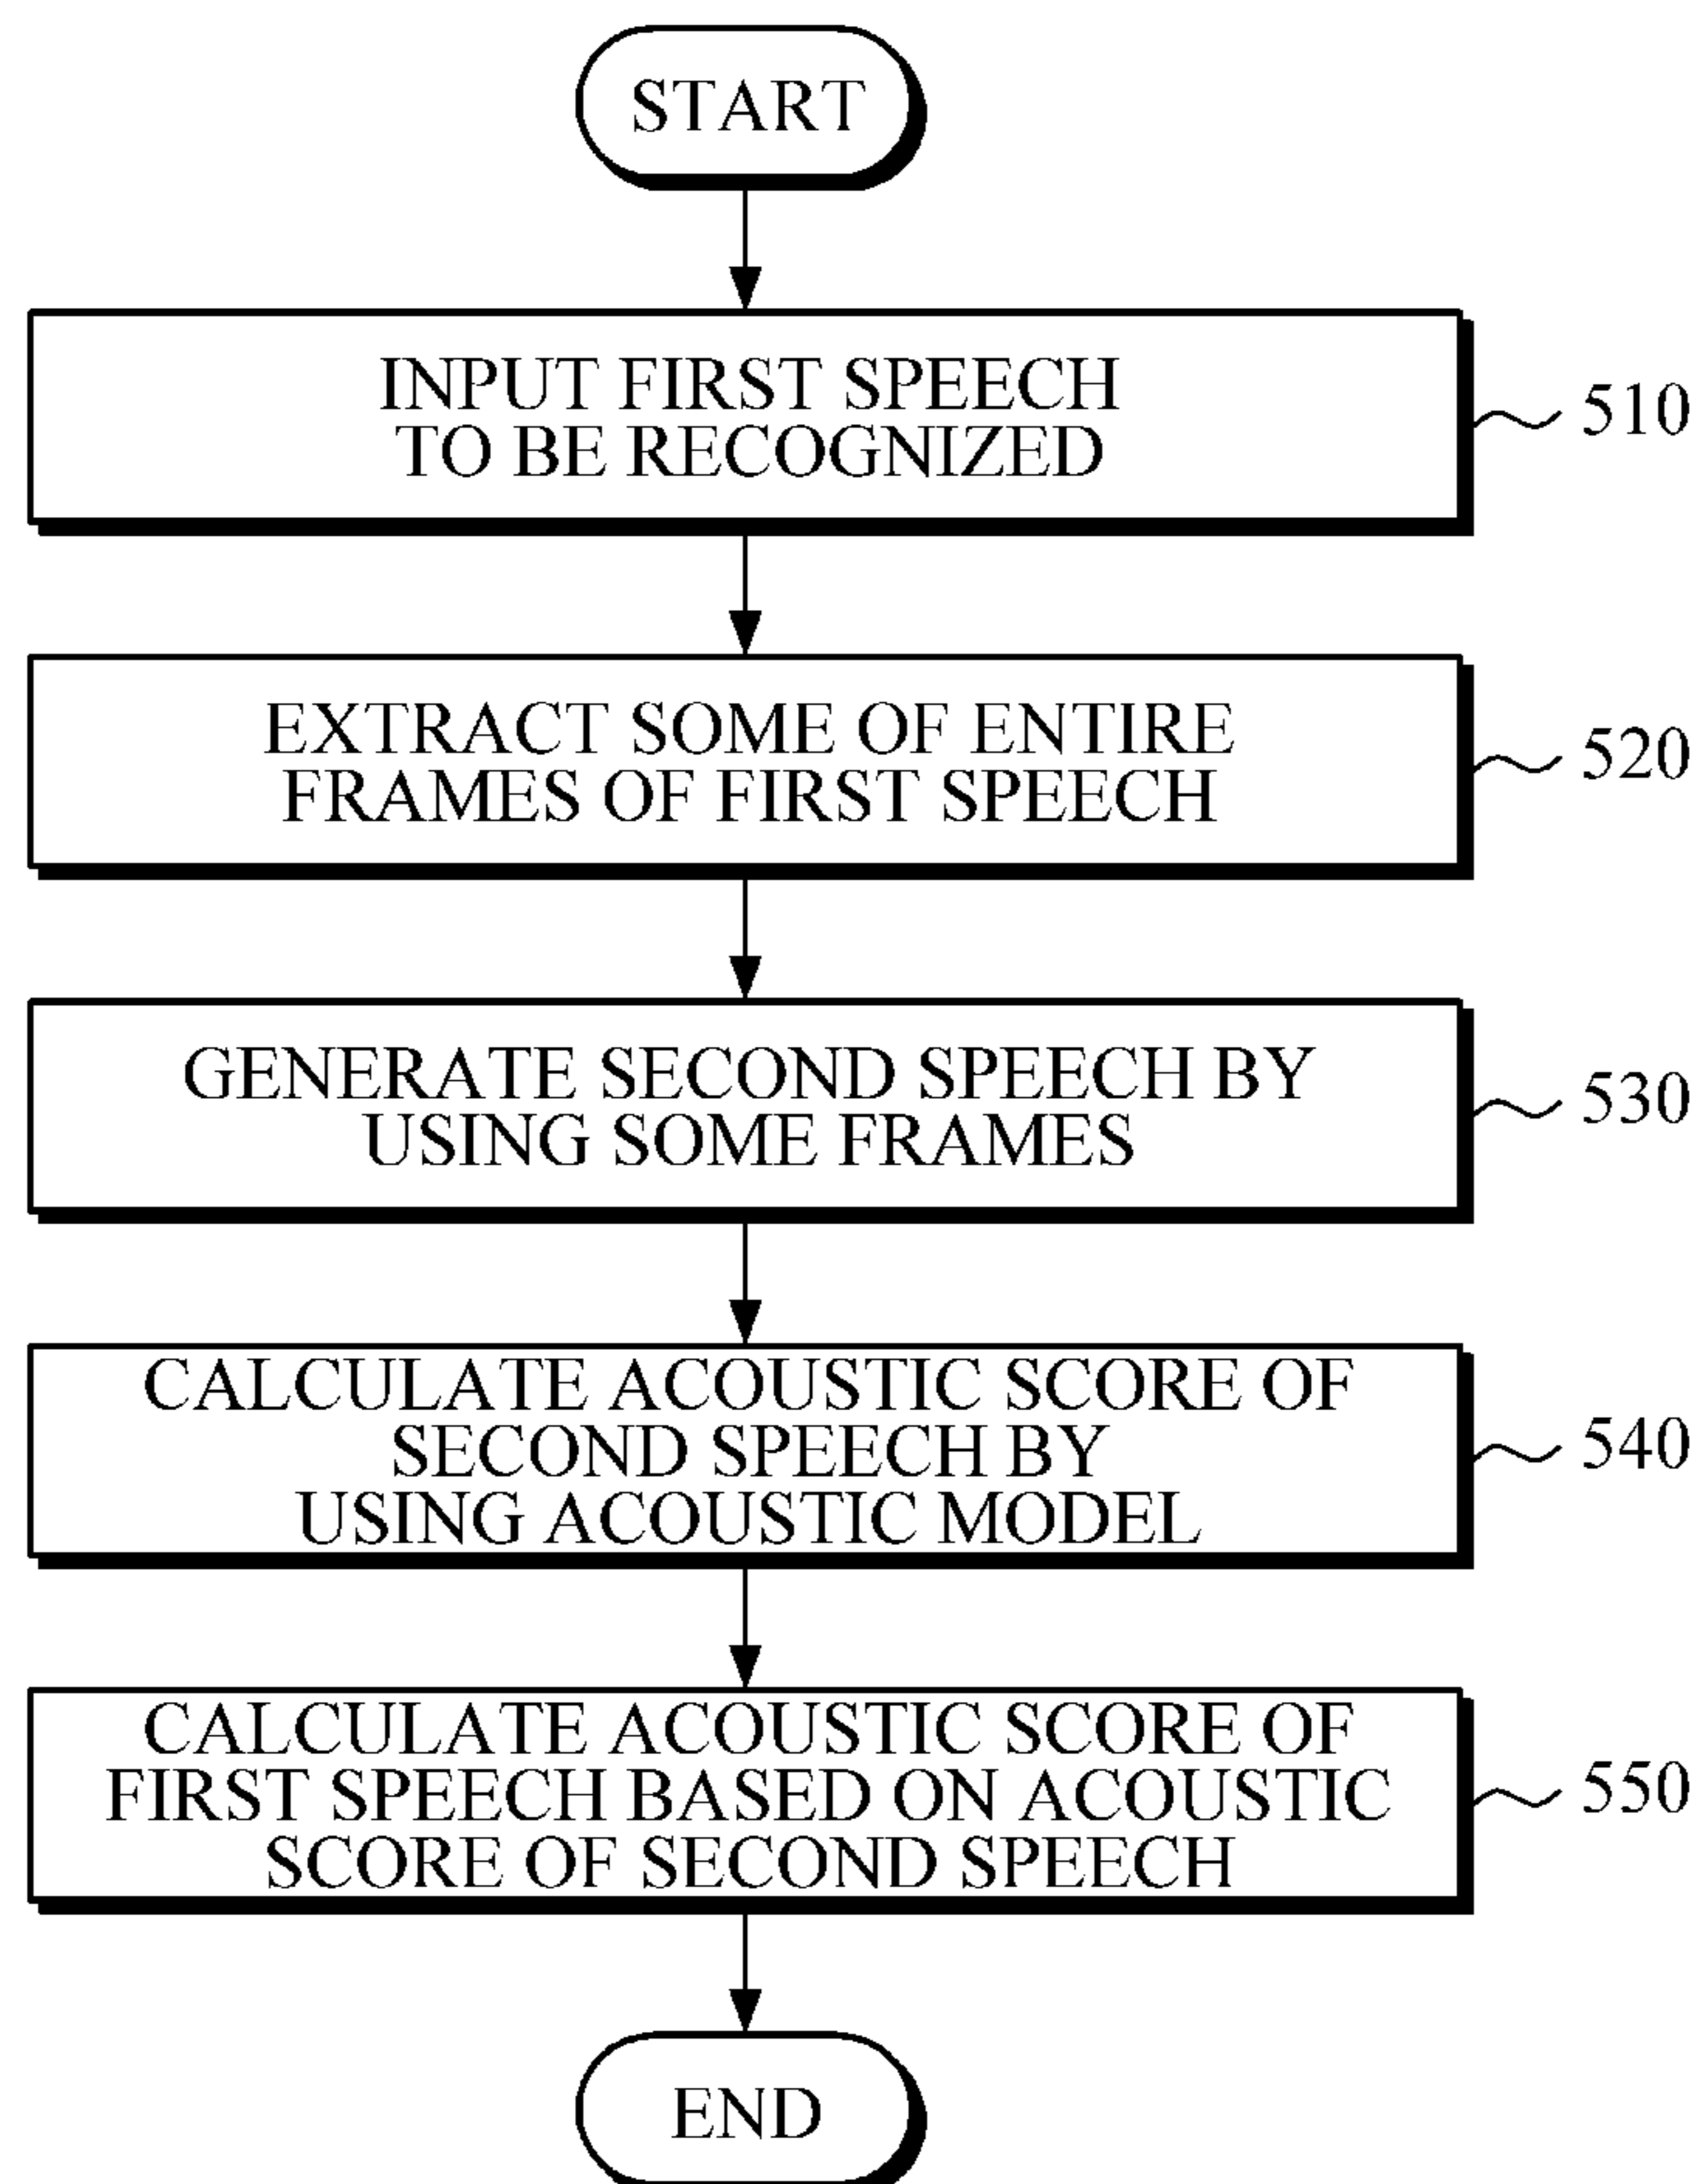 START
INPUT FIRST SPEECH
TO BE RECOGNIZED
510
EXTRACT SOME OF ENTIRE
FRAMES OF FIRST SPEECH
520
GENERATE SECOND SPEECH BY
USING SOME FRAMES
530
CALCULATE ACOUSTIC SCORE OF
SECOND SPEECH BY
USING ACOUSTIC MODEL
540
CALCULATE ACOUSTIC SCORE OF
FIRST SPEECH BASED ON ACOUSTIC
SCORE OF SECOND SPEECH
550
END